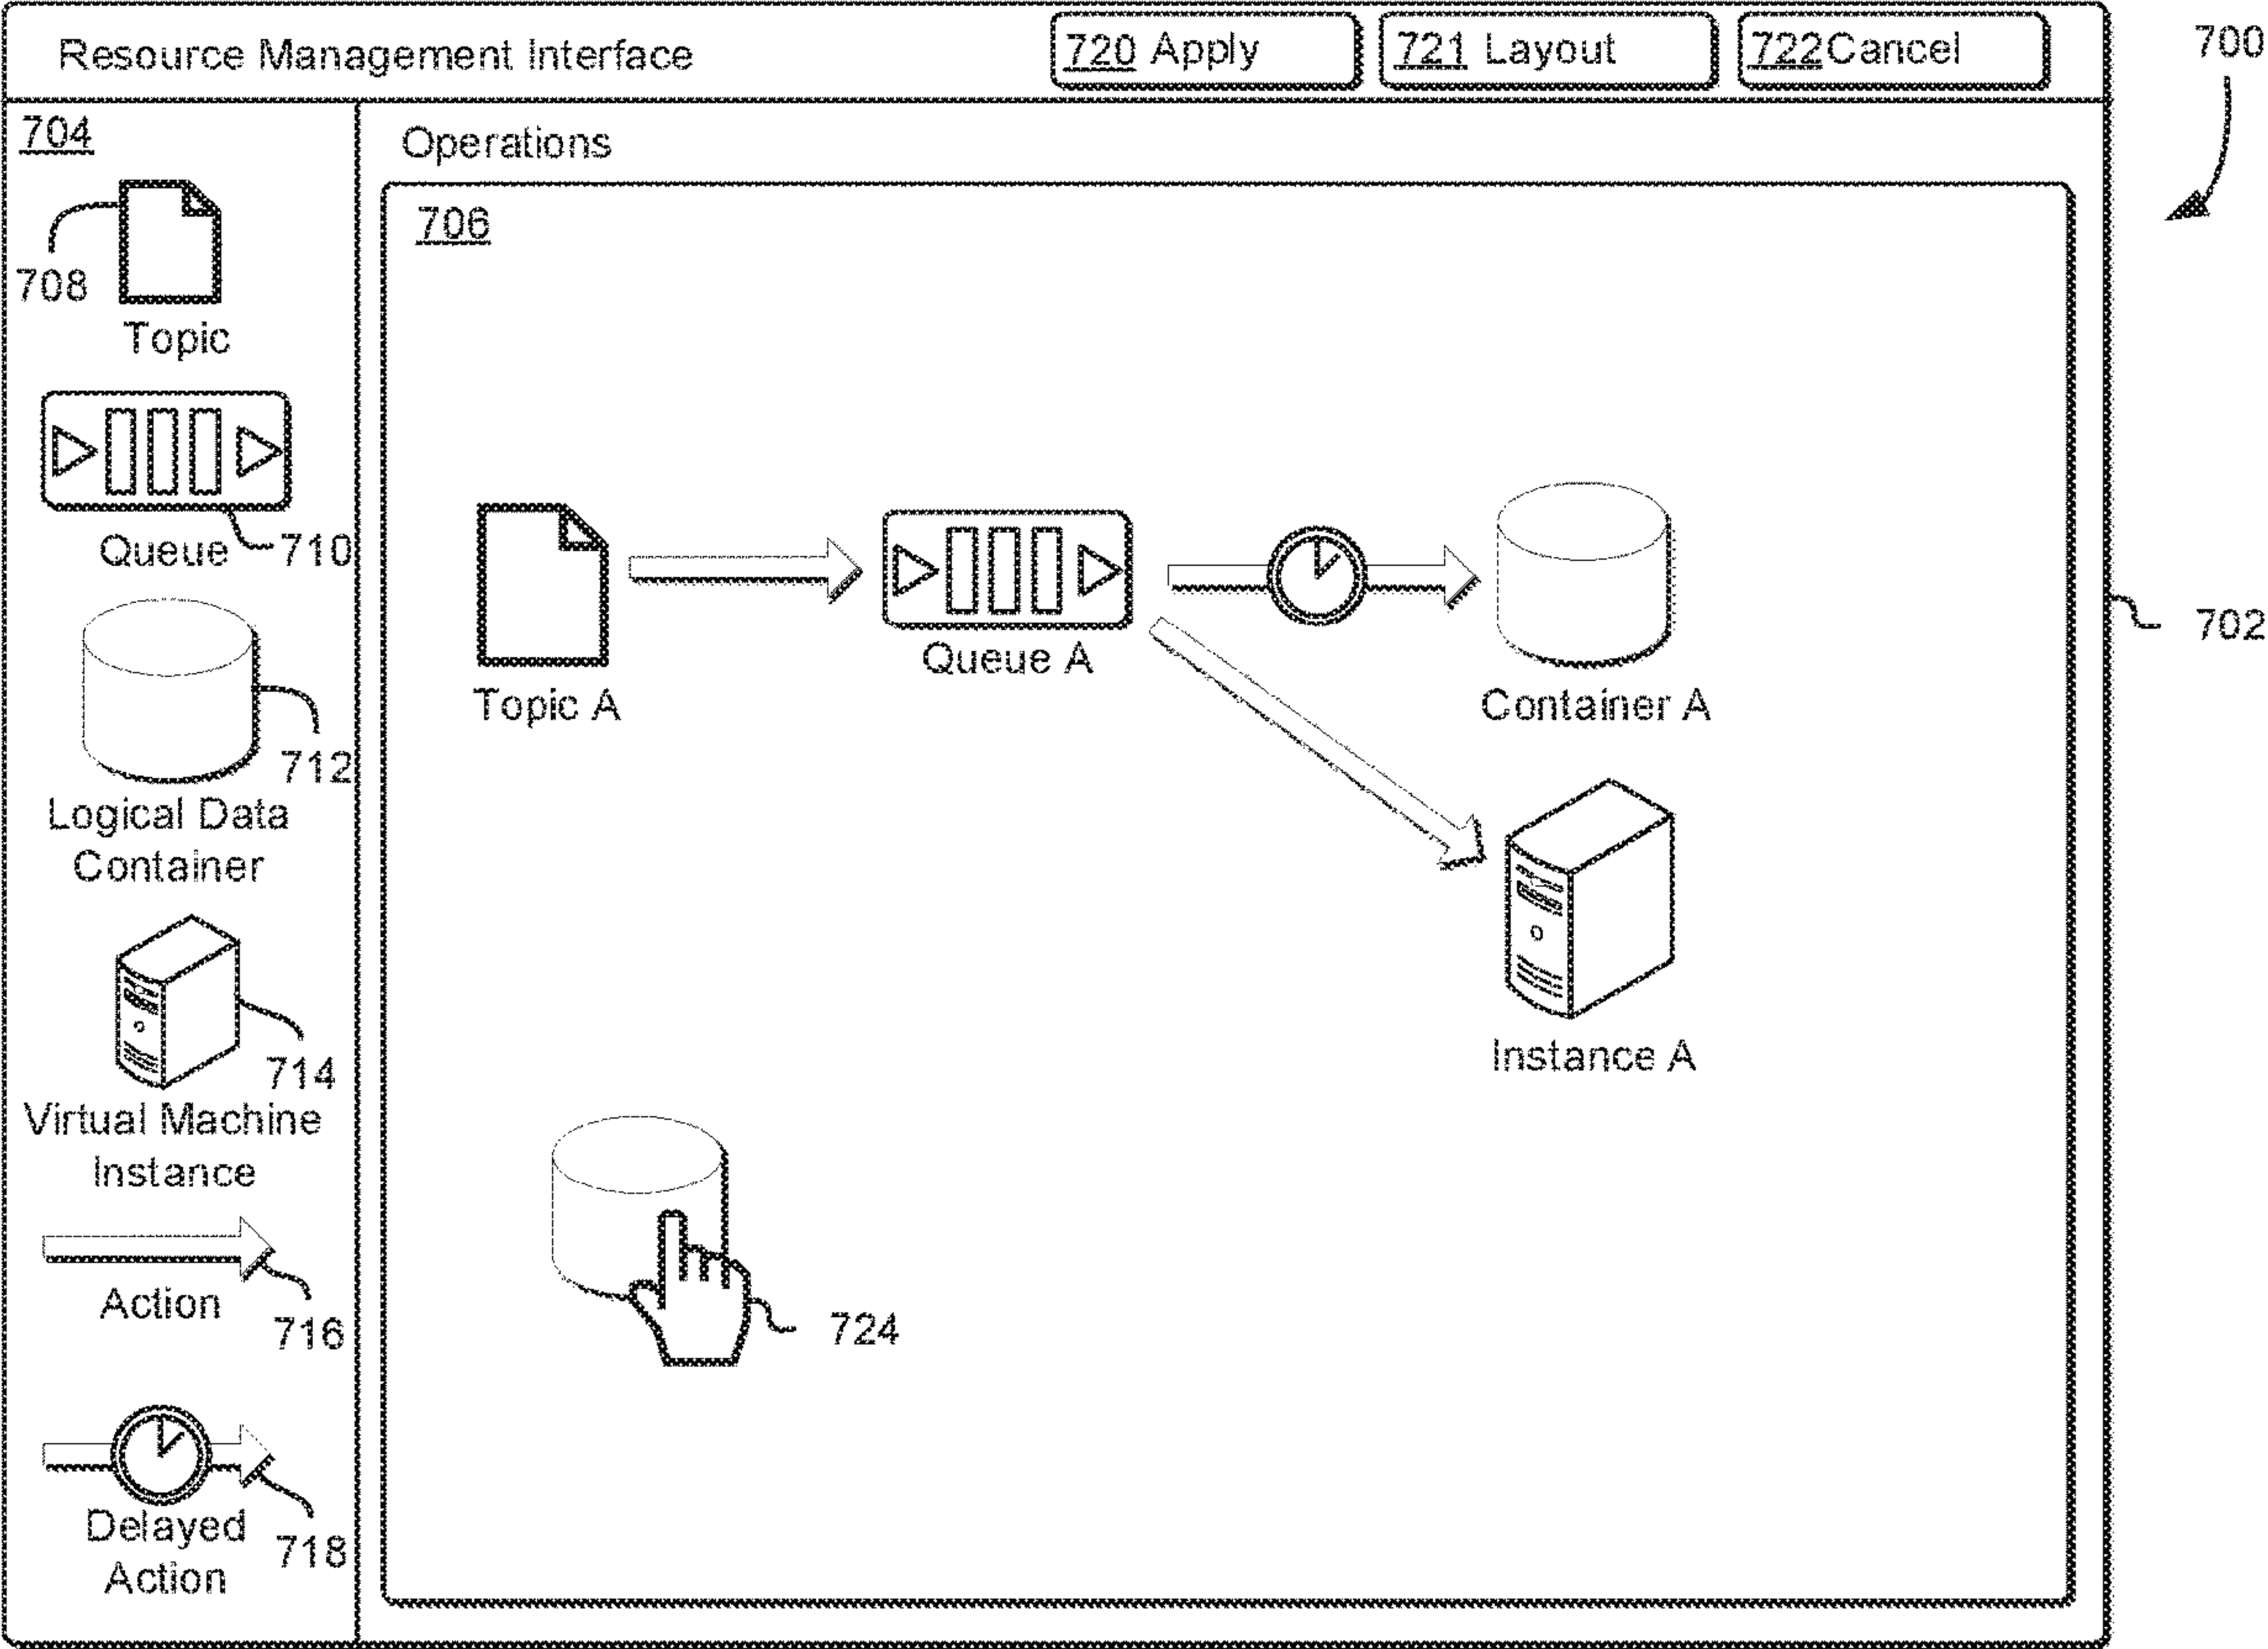 Resource Management Interface
720 Apply
721 Layout
722 Cancel
700
704
708
Topic
Queue
710
712
Logical Data
Container
714
Virtual Machine
Instance
Action
716
Delayed
Action
718
Operations
706
Topic A
Queue A
Container A
Instance A
724
702